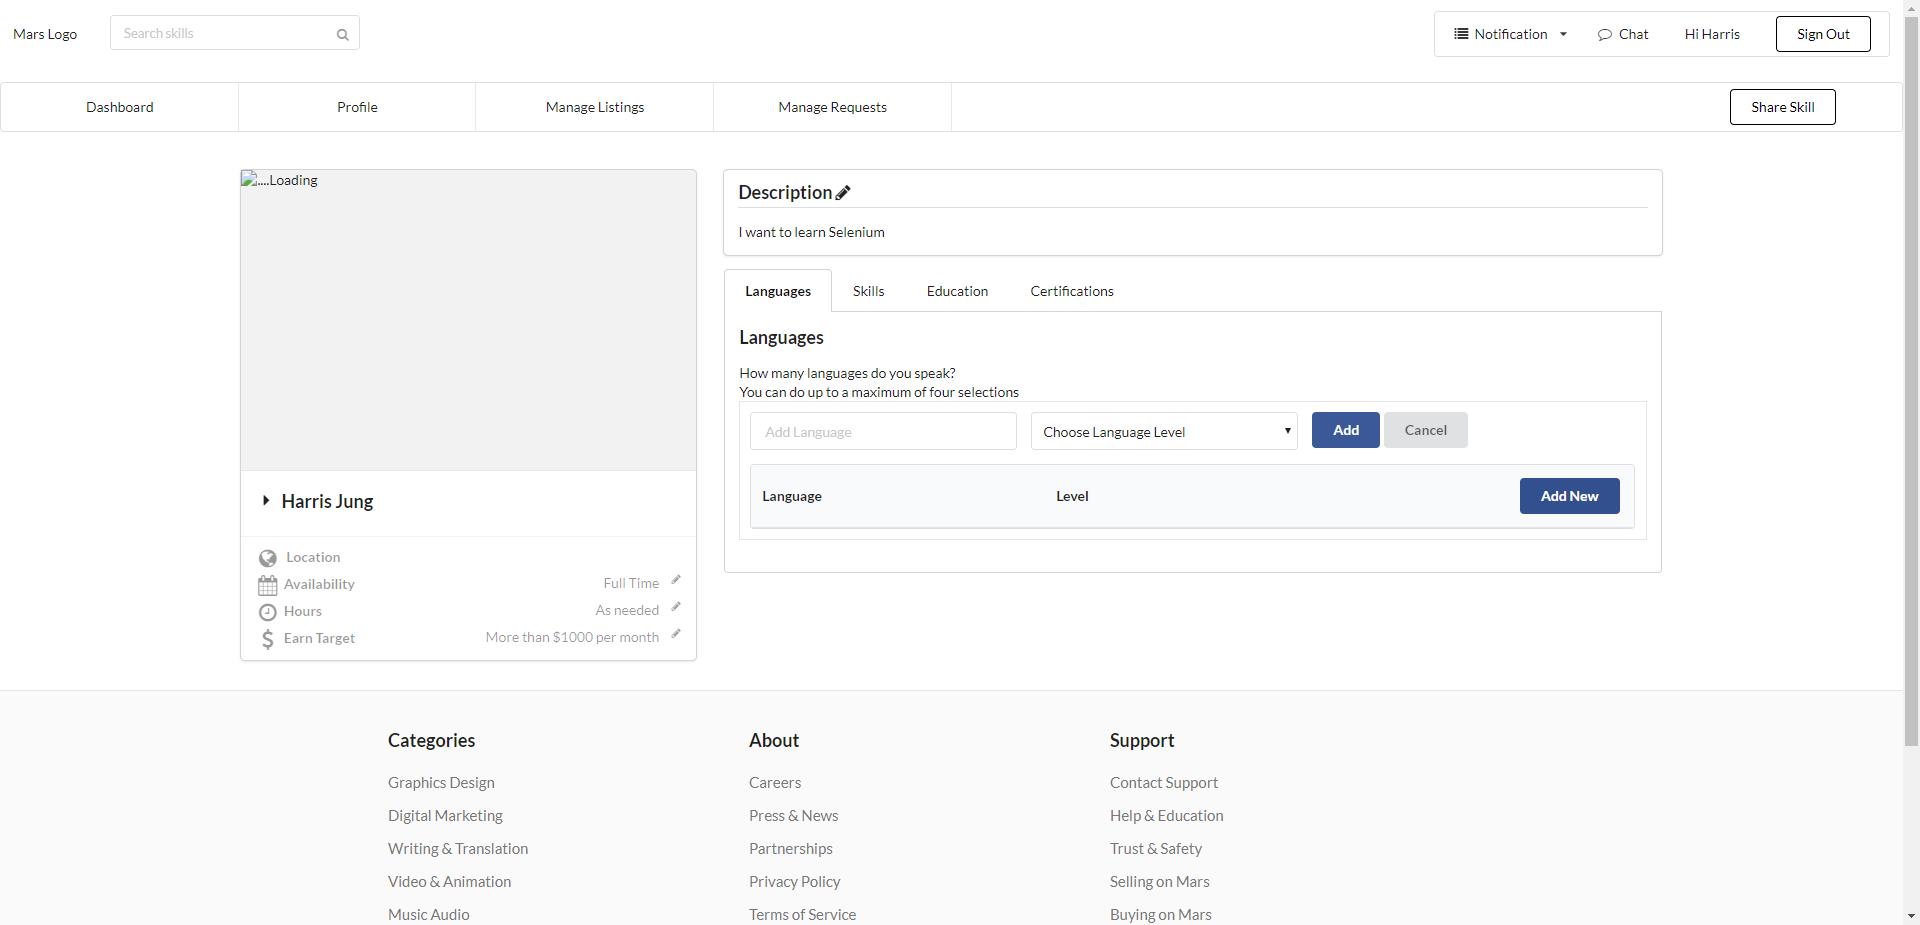 Mars Logo
Search skills
Notification
Chat
Hi Harris
Sign Out
Dashboard
Profile
Manage Listings
Manage Requests
Share Skill
....Loading
Harris Jung
Location
Availability
Full Time
Hours
As needed
Earn Target
More than $1000 per month
Description
I want to learn Selenium
Languages
Skills
Education
Certifications
Languages
How many languages do you speak?
You can do up to a maximum of four selections
Add Language
Choose Language Level
Add
Cancel
Language
Level
Add New
Categories
Graphics Design
Digital Marketing
Writing & Translation
Video & Animation
Music Audio
About
Careers
Press & News
Partnerships
Privacy Policy
Terms of Service
Support
Contact Support
Help & Education
Trust & Safety
Selling on Mars
Buying on Mars